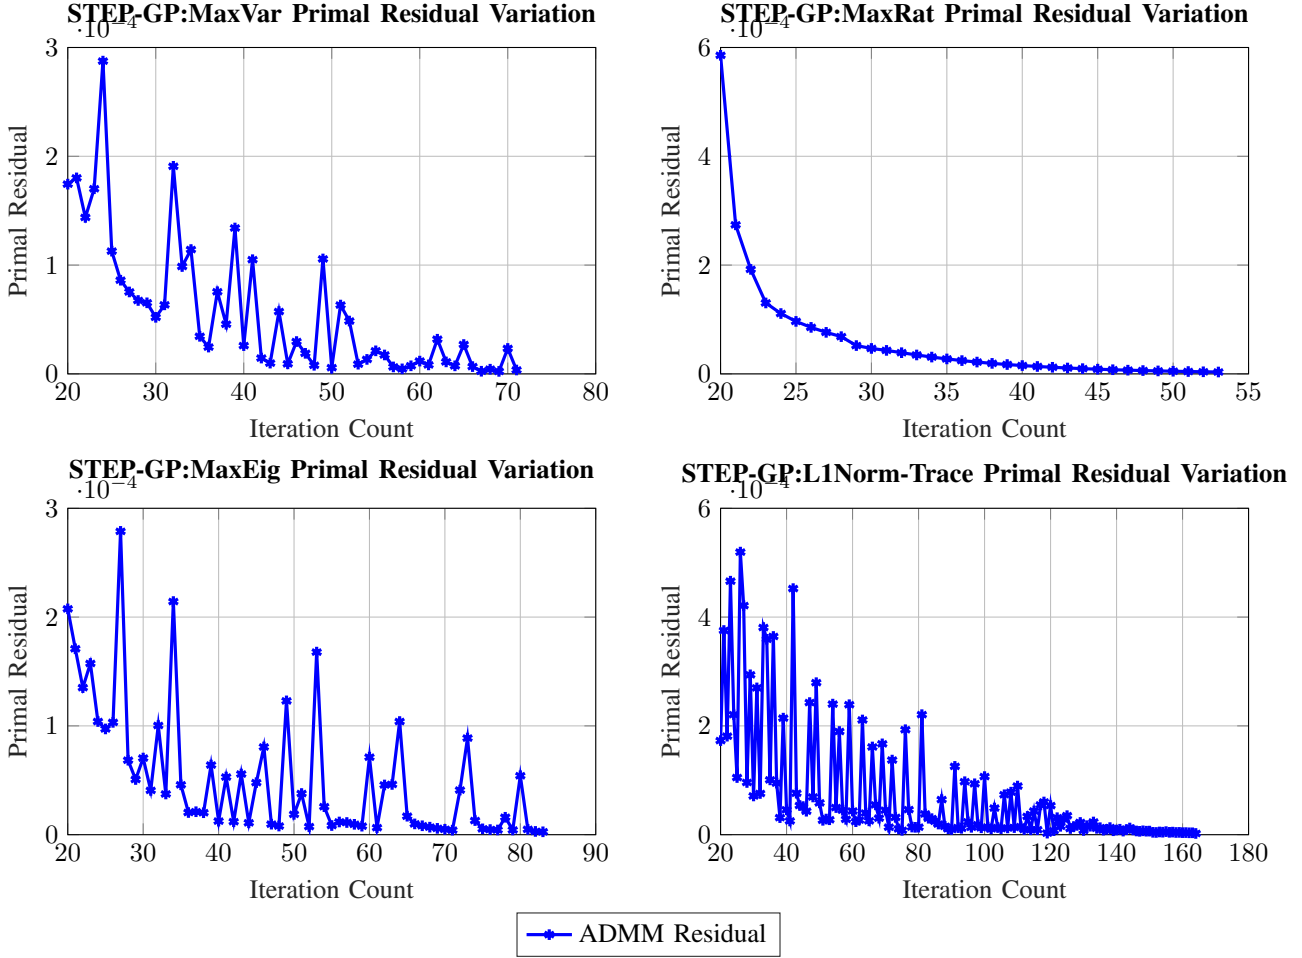 STEP-GP:MaxVar Primal Residual Variation
·10⁻⁴
3
2
1
0
20 30 40 50 60 70 80
Primal Residual
Iteration Count
STEP-GP:MaxRat Primal Residual Variation
·10⁻⁴
6
4
2
0
20 25 30 35 40 45 50 55
Primal Residual
Iteration Count
STEP-GP:MaxEig Primal Residual Variation
·10⁻⁴
3
2
1
0
20 30 40 50 60 70 80 90
Primal Residual
Iteration Count
STEP-GP:L1Norm-Trace Primal Residual Variation
·10⁻⁴
6
4
2
0
20 40 60 80 100 120 140 160 180
Primal Residual
Iteration Count
ADMM Residual